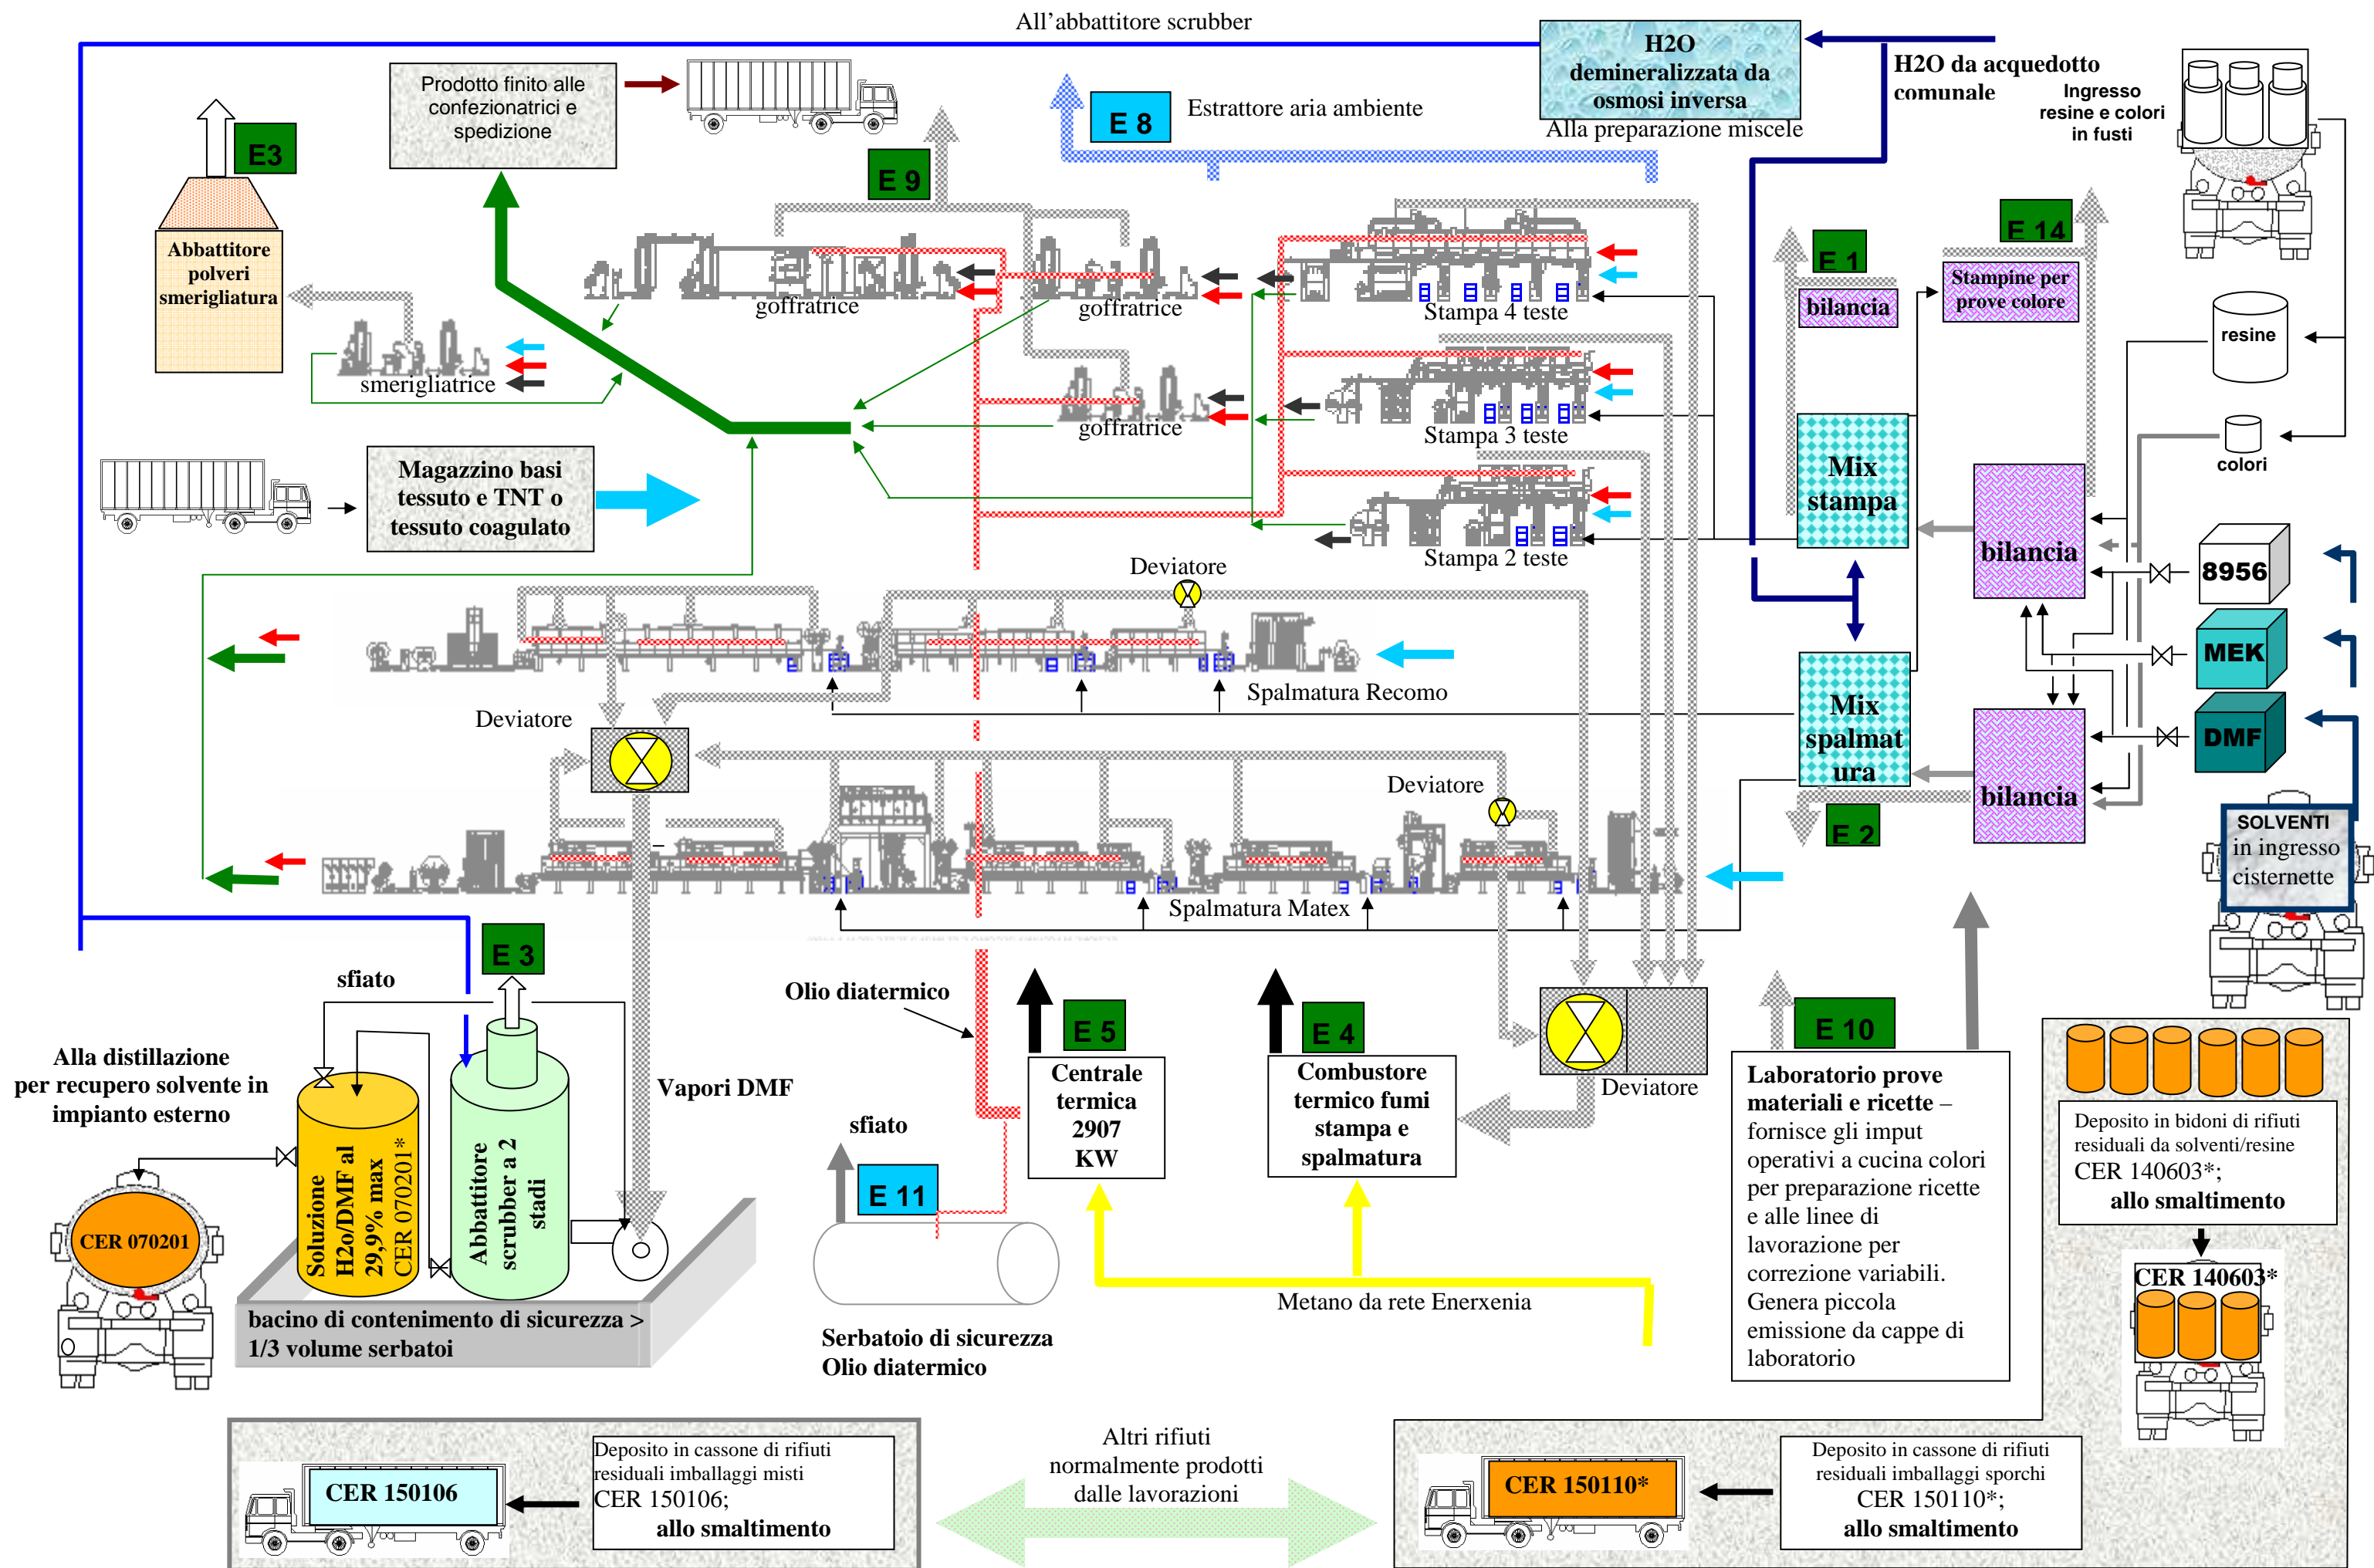 All'abbattitore scrubber
H2O
demineralizzata da
osmosi inversa
Alla preparazione miscele
H2O da acquedotto
comunale
Ingresso
resine e colori
in fusti
Prodotto finito alle
confezionatrici e
spedizione
E 8
Estrattore aria ambiente
E3
E 9
E 14
E 1
Abbattitore
polveri
smerigliatura
bilancia
Stampine per
prove colore
goffratrice
goffratrice
Stampa 4 teste
resine
smerigliatrice
goffratrice
Stampa 3 teste
colori
Magazzino basi
tessuto e TNT o
tessuto coagulato
Mix
stampa
bilancia
Stampa 2 teste
Deviatore
8956
MEK
DMF
Spalmatura Recomo
Deviatore
Mix
spalmat
ura
bilancia
Deviatore
E 2
SOLVENTI
in ingresso
cisternette
Spalmatura Matex
E 3
sfiato
Olio diatermico
E 5
E 4
E 10
Alla distillazione
per recupero solvente in
impianto esterno
Vapori DMF
Centrale
termica
2907
KW
Combustore
termico fumi
stampa e
spalmatura
Deviatore
Laboratorio prove
materiali e ricette –
fornisce gli imput
operativi a cucina colori
per preparazione ricette
e alle linee di
lavorazione per
correzione variabili.
Genera piccola
emissione da cappe di
laboratorio
Deposito in bidoni di rifiuti
residuali da solventi/resine
CER 140603*;
allo smaltimento
CER 140603*
sfiato
E 11
CER 070201
Soluzione
H2o/DMF al
29,9% max
CER 070201*
Abbattitore
scrubber a 2
stadi
bacino di contenimento di sicurezza >
1/3 volume serbatoi
Metano da rete Enerxenia
Serbatoio di sicurezza
Olio diatermico
CER 150106
Deposito in cassone di rifiuti
residuali imballaggi misti
CER 150106;
allo smaltimento
Altri rifiuti
normalmente prodotti
dalle lavorazioni
CER 150110*
Deposito in cassone di rifiuti
residuali imballaggi sporchi
CER 150110*;
allo smaltimento